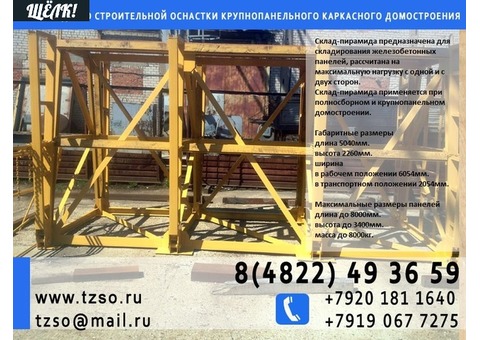 ЩЁЛК!
О СТРОИТЕЛЬНОЙ ОСНАСТКИ КРУПНОПАНЕЛЬНОГО КАРКАСНОГО ДОМОСТРОЕНИЯ
Склад-пирамида предназначена для
складирования железобетонных
панелей, рассчитана на
максимальную нагрузку с одной и с
двух сторон.
Склад-пирамида применяется при
полносборном и крупнопанельном
домостроении.
Габаритные размеры
длина 5040мм.
высота 2260мм.
ширина
в рабочем положении 6054мм.
в транспортном положении 2054мм.
Максимальные размеры панелей
длина до 8000мм.
высота до 3400мм.
масса до 8000кг.
8(4822) 49 36 59
www.tzso.ru
+7920 181 1640
tzso@mail.ru
+7919 067 7275